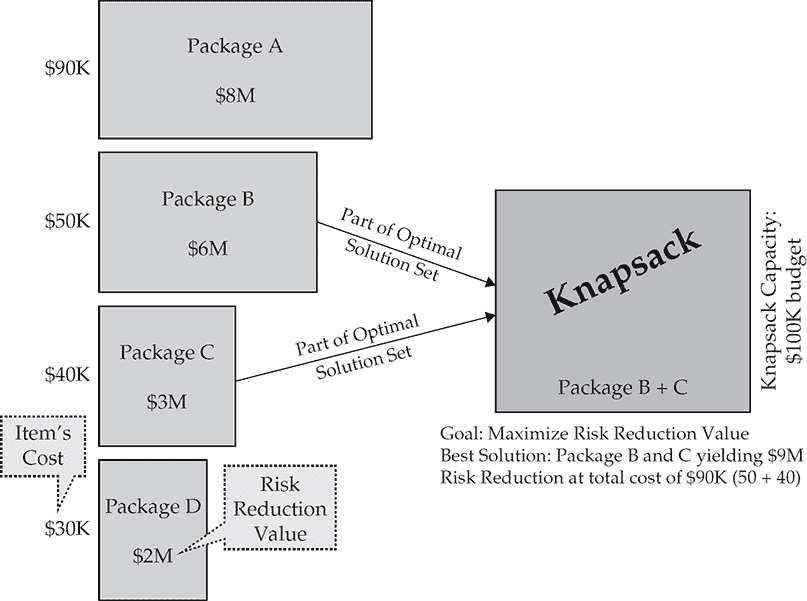 $90K
Package A
$8M
$50K
Package B
$6M
Part of Optimal
Solution Set
$40K
Package C
$3M
Part of Optimal
Solution Set
Item’s
Cost
$30K
Package D
$2M
Risk
Reduction
Value
Knapsack
Package B + C
Knapsack Capacity:
$100K budget
Goal: Maximize Risk Reduction Value
Best Solution: Package B and C yielding $9M
Risk Reduction at total cost of $90K (50 + 40)